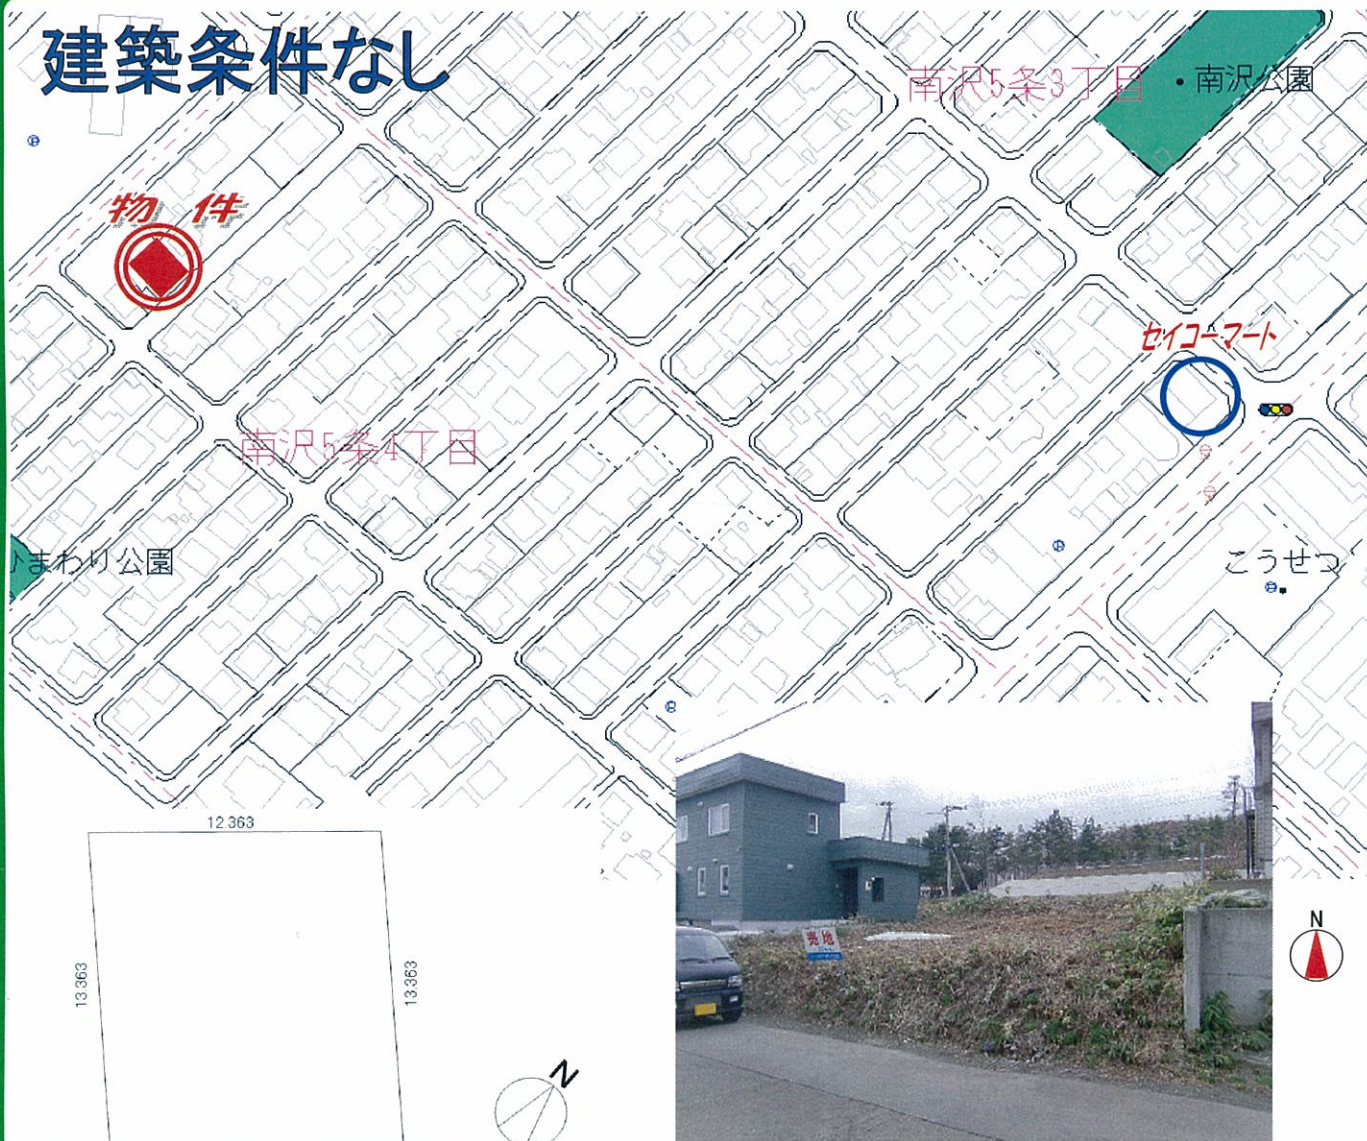 建築条件なし
南沢5条3丁目
南沢公園
物件
セイコーマート
南沢5条4丁目
まわり公園
こうせつ
12.363
13.363
13.363
売地
N
N